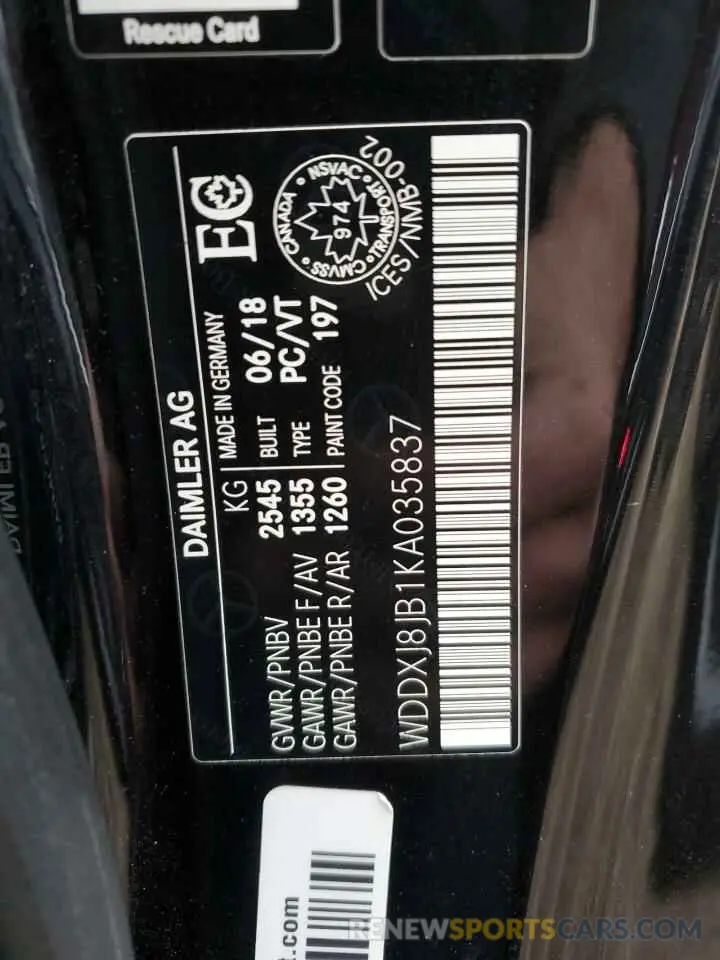 Rescue Card
DAIMLER AG
KG MADE IN GERMANY
GVWR/PNBV 2545 BUILT 06/18
GAWR/PNBE F/AV 1355 TYPE PC/VT
GAWR/PNBE R/AR 1260 PAINT CODE 197
EC
CANADA • NSVAC • TRANSPORT • CMVSS •
974
ICES/NMB-002
WDDXJ8JB1KA035837
.com
RENEWSPORTSCARS.COM